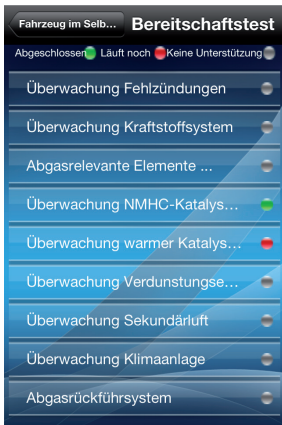 Fahrzeug im Selb... Bereitschaftstest
Abgeschlossen Läuft noch Keine Unterstützung
Überwachung Fehlzündungen
Überwachung Kraftstoffsystem
Abgasrelevante Elemente ...
Überwachung NMHC-Katalys...
Überwachung warmer Katalys...
Überwachung Verdunstungse...
Überwachung Sekundärluft
Überwachung Klimaanlage
Abgasrückführsystem